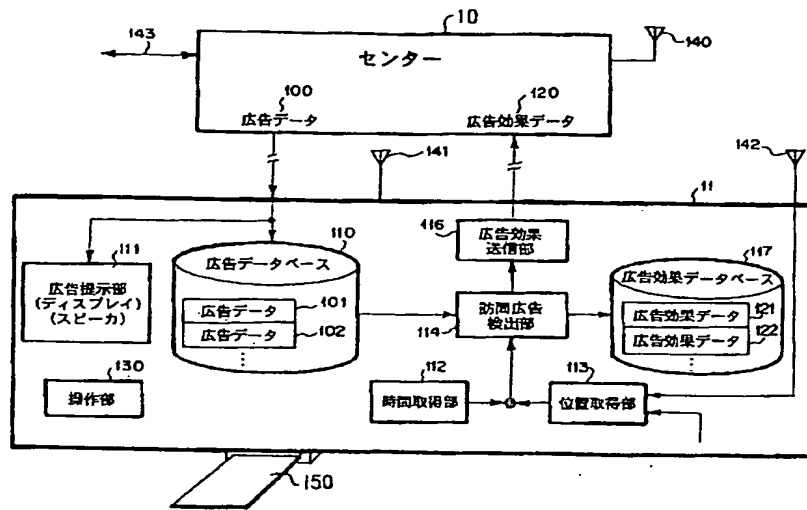 10
143
センター
140
100
広告データ
120
広告効果データ
141
142
11
111
広告提示部
(ディスプレイ)
(スピーカ)
110
広告データベース
広告データ 101
広告データ 102
⋮
116
広告効果
送信部
114
訪問広告
検出部
117
広告効果データベース
広告効果データ 121
広告効果データ 122
⋮
130
操作部
112
時間取得部
113
位置取得部
150